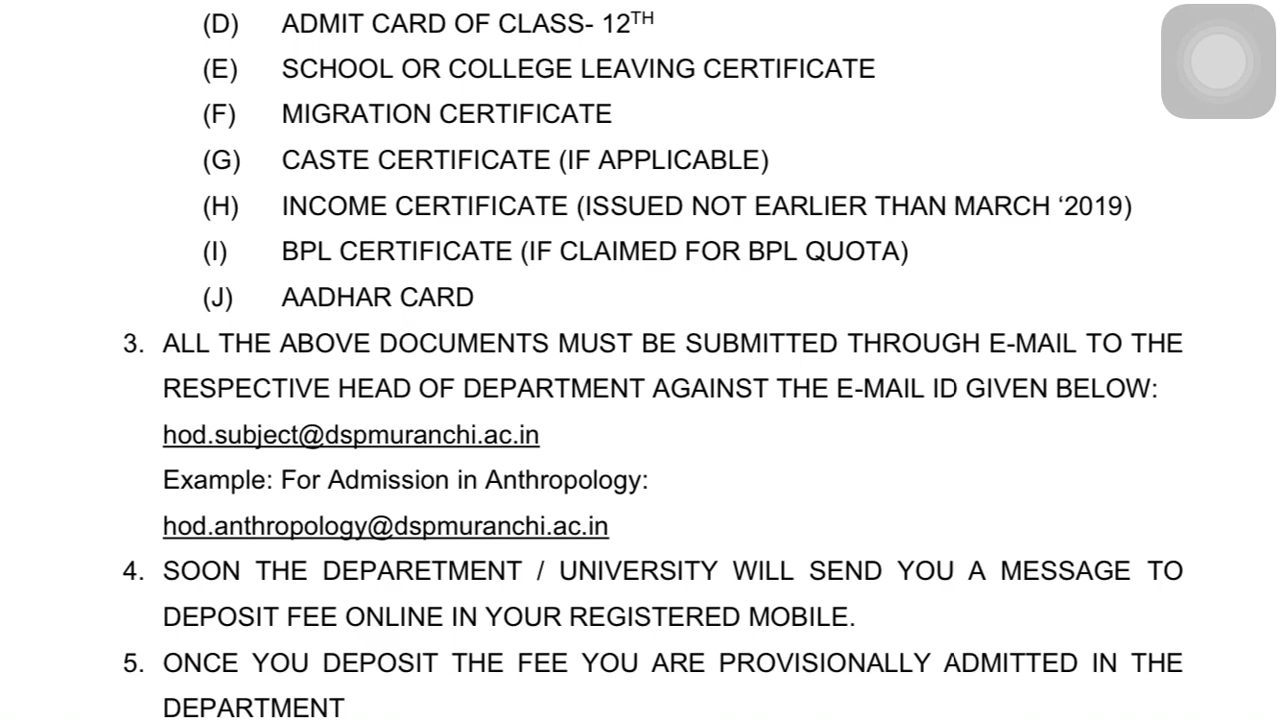 (D) ADMIT CARD OF CLASS- 12TH
(E) SCHOOL OR COLLEGE LEAVING CERTIFICATE
(F) MIGRATION CERTIFICATE
(G) CASTE CERTIFICATE (IF APPLICABLE)
(H) INCOME CERTIFICATE (ISSUED NOT EARLIER THAN MARCH ‘2019)
(I) BPL CERTIFICATE (IF CLAIMED FOR BPL QUOTA)
(J) AADHAR CARD
3. ALL THE ABOVE DOCUMENTS MUST BE SUBMITTED THROUGH E-MAIL TO THE
RESPECTIVE HEAD OF DEPARTMENT AGAINST THE E-MAIL ID GIVEN BELOW:
hod.subject@dspmuranchi.ac.in
Example: For Admission in Anthropology:
hod.anthropology@dspmuranchi.ac.in
4. SOON THE DEPARETMENT / UNIVERSITY WILL SEND YOU A MESSAGE TO
DEPOSIT FEE ONLINE IN YOUR REGISTERED MOBILE.
5. ONCE YOU DEPOSIT THE FEE YOU ARE PROVISIONALLY ADMITTED IN THE
DEPARTMENT